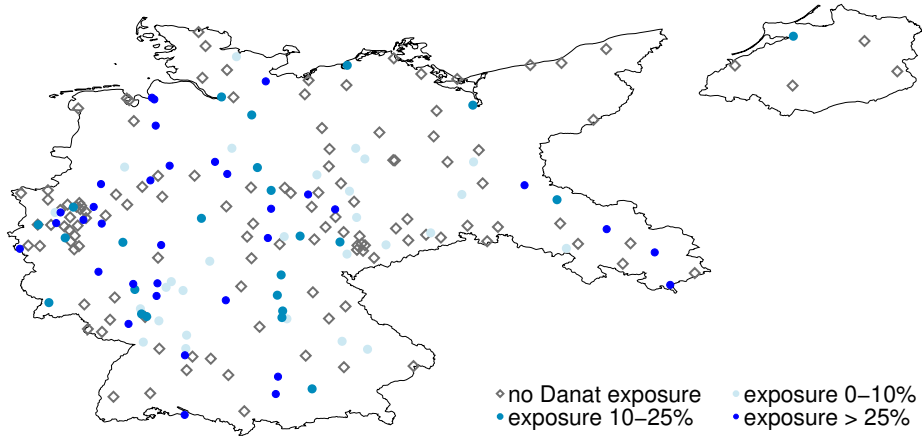 no Danat exposure exposure 0−10%
exposure 10−25% exposure > 25%